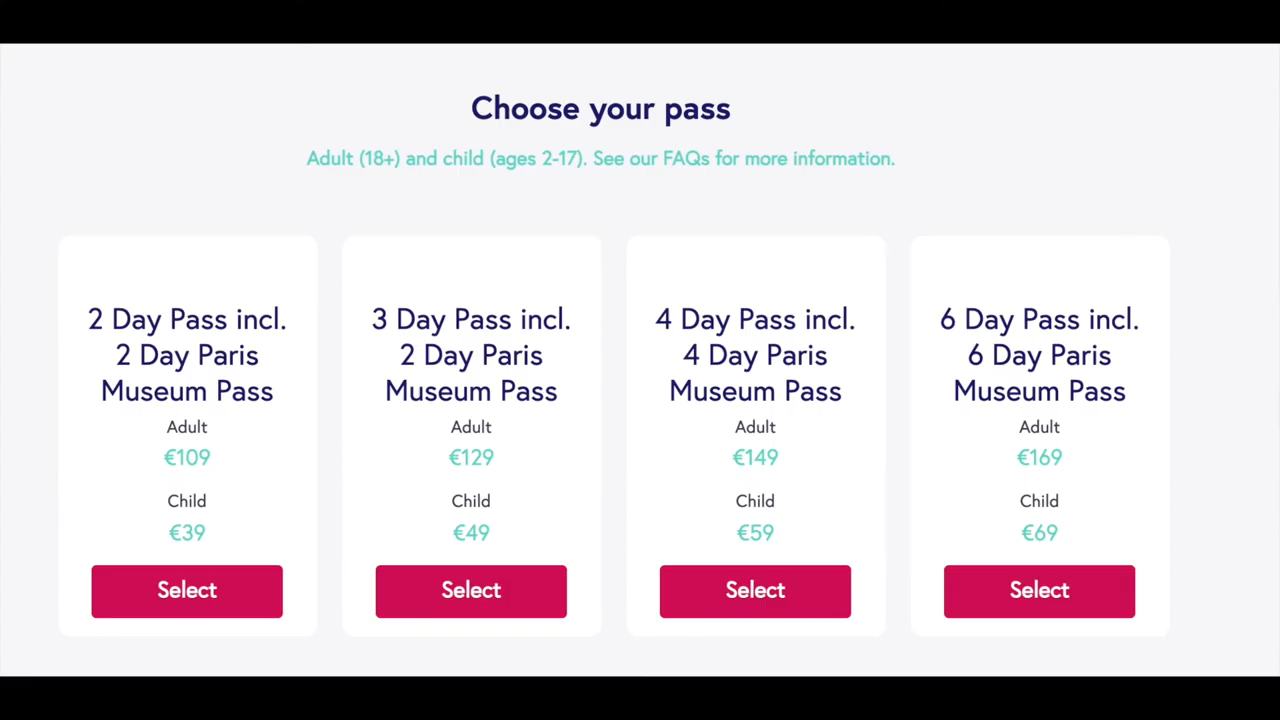 Choose your pass
Adult (18+) and child (ages 2-17). See our FAQs for more information.
2 Day Pass incl.
2 Day Paris
Museum Pass
Adult
€109
Child
€39
Select
3 Day Pass incl.
2 Day Paris
Museum Pass
Adult
€129
Child
€49
Select
4 Day Pass incl.
4 Day Paris
Museum Pass
Adult
€149
Child
€59
Select
6 Day Pass incl.
6 Day Paris
Museum Pass
Adult
€169
Child
€69
Select